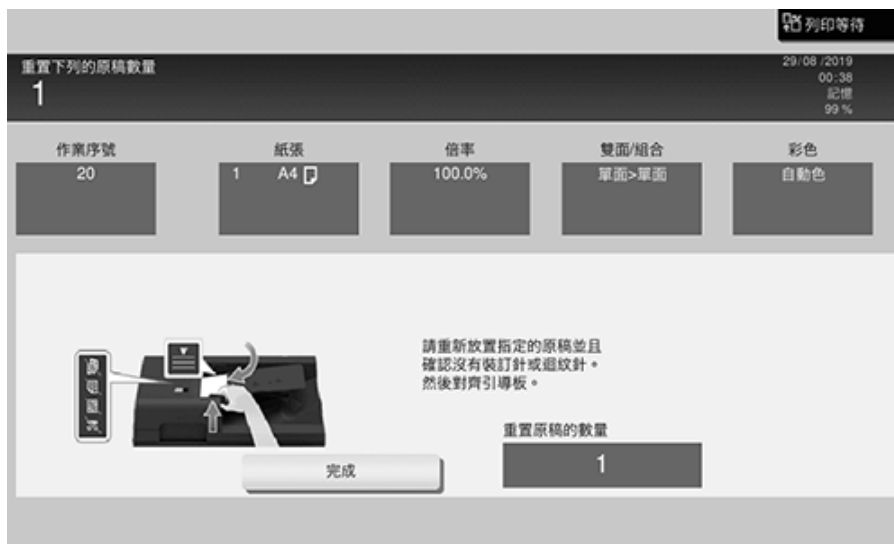 列印等待
重置下列的原稿數量
1
29/08 /2019
00:38
記憶
99 %
作業序號
20
紙張
1 A4
倍率
100.0%
雙面/組合
單面>單面
彩色
自動色
請重新放置指定的原稿並且
確認沒有裝訂針或迴紋針。
然後對齊引導板。
重置原稿的數量
1
完成